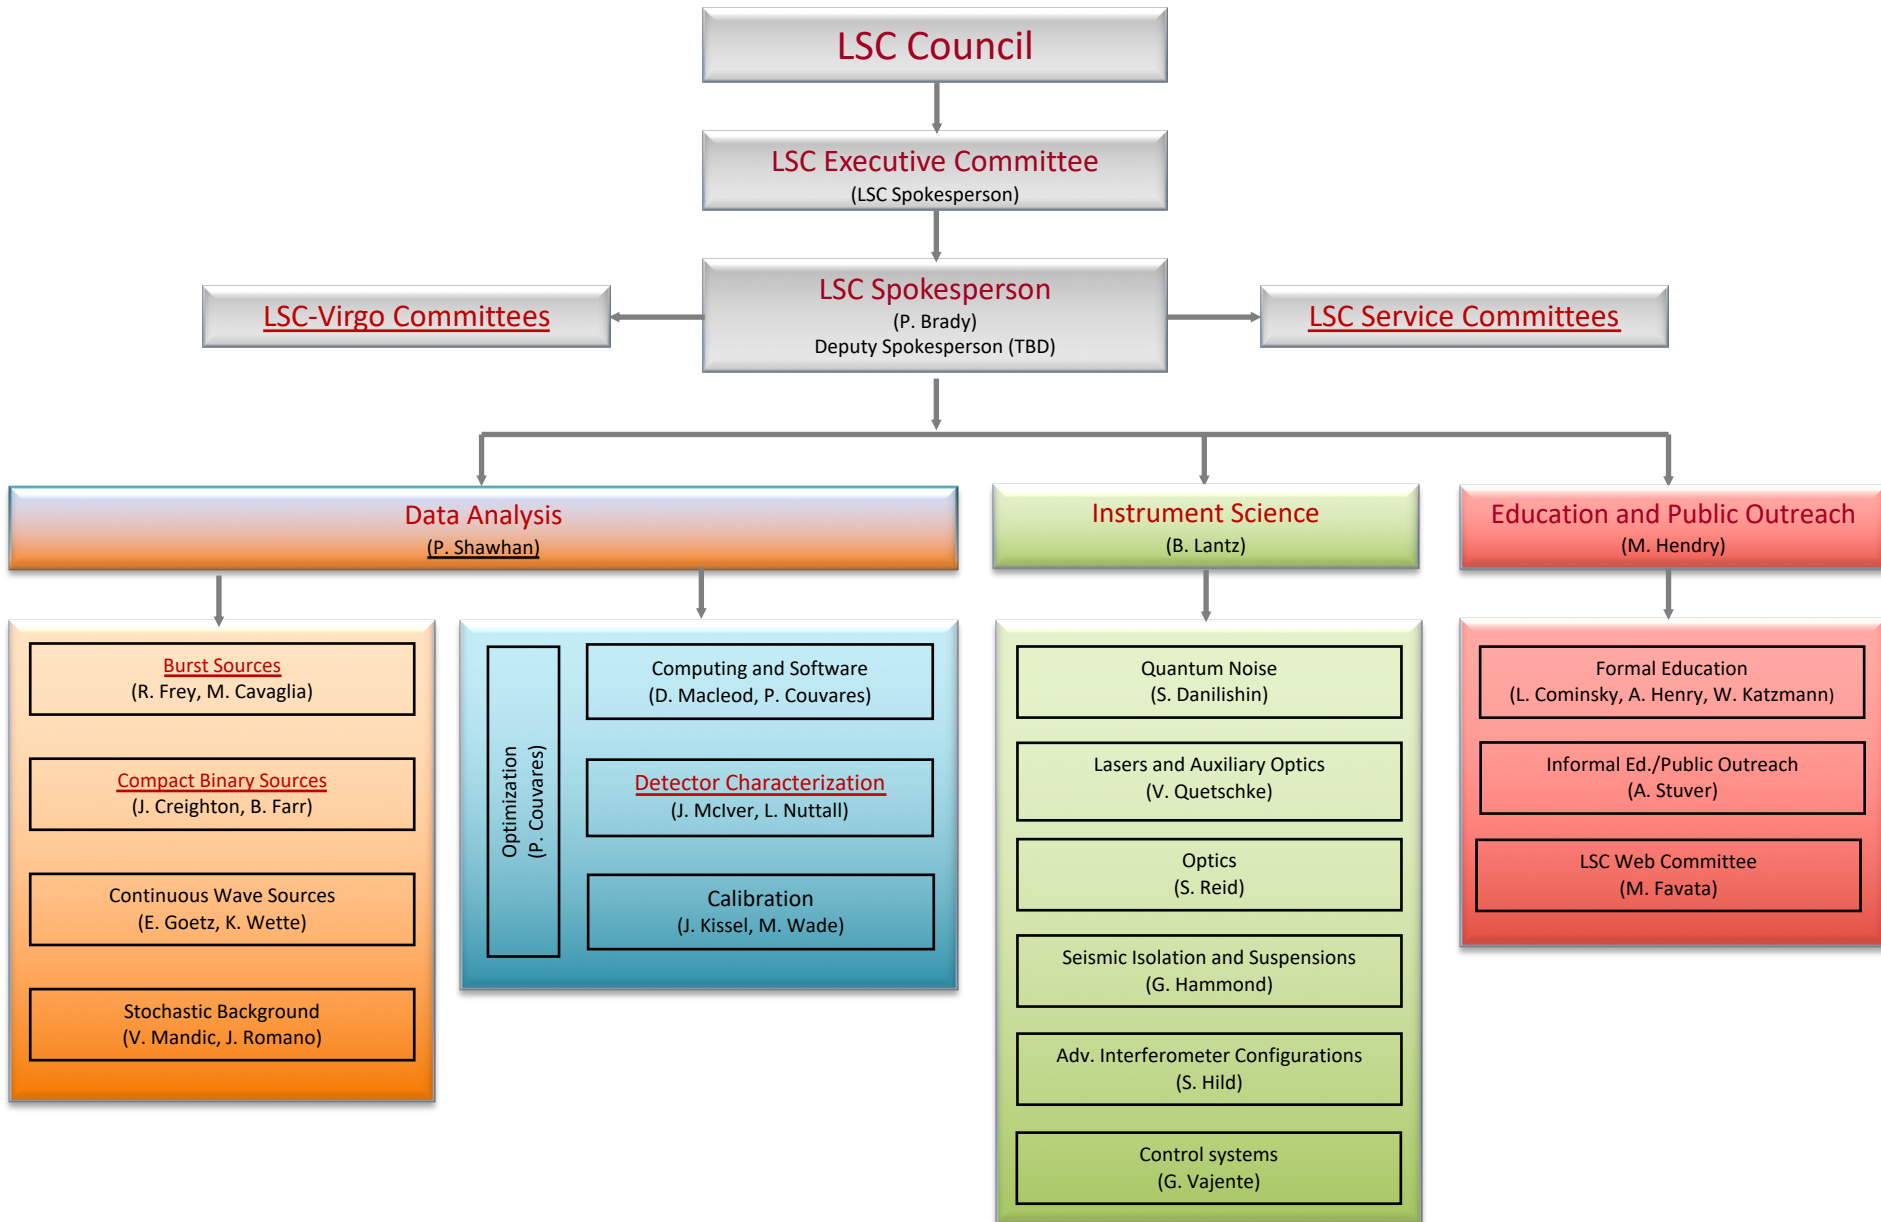 LSC Council
LSC Executive Committee
(LSC Spokesperson)
LSC Spokesperson
(P. Brady)
Deputy Spokesperson (TBD)
LSC-Virgo Committees
LSC Service Committees
Data Analysis
(P. Shawhan)
Instrument Science
(B. Lantz)
Education and Public Outreach
(M. Hendry)
Burst Sources
(R. Frey, M. Cavaglia)
Compact Binary Sources
(J. Creighton, B. Farr)
Continuous Wave Sources
(E. Goetz, K. Wette)
Stochastic Background
(V. Mandic, J. Romano)
Optimization
(P. Couvares)
Computing and Software
(D. Macleod, P. Couvares)
Detector Characterization
(J. McIver, L. Nuttall)
Calibration
(J. Kissel, M. Wade)
Quantum Noise
(S. Danilishin)
Lasers and Auxiliary Optics
(V. Quetschke)
Optics
(S. Reid)
Seismic Isolation and Suspensions
(G. Hammond)
Adv. Interferometer Configurations
(S. Hild)
Control systems
(G. Vajente)
Formal Education
(L. Cominsky, A. Henry, W. Katzmann)
Informal Ed./Public Outreach
(A. Stuver)
LSC Web Committee
(M. Favata)